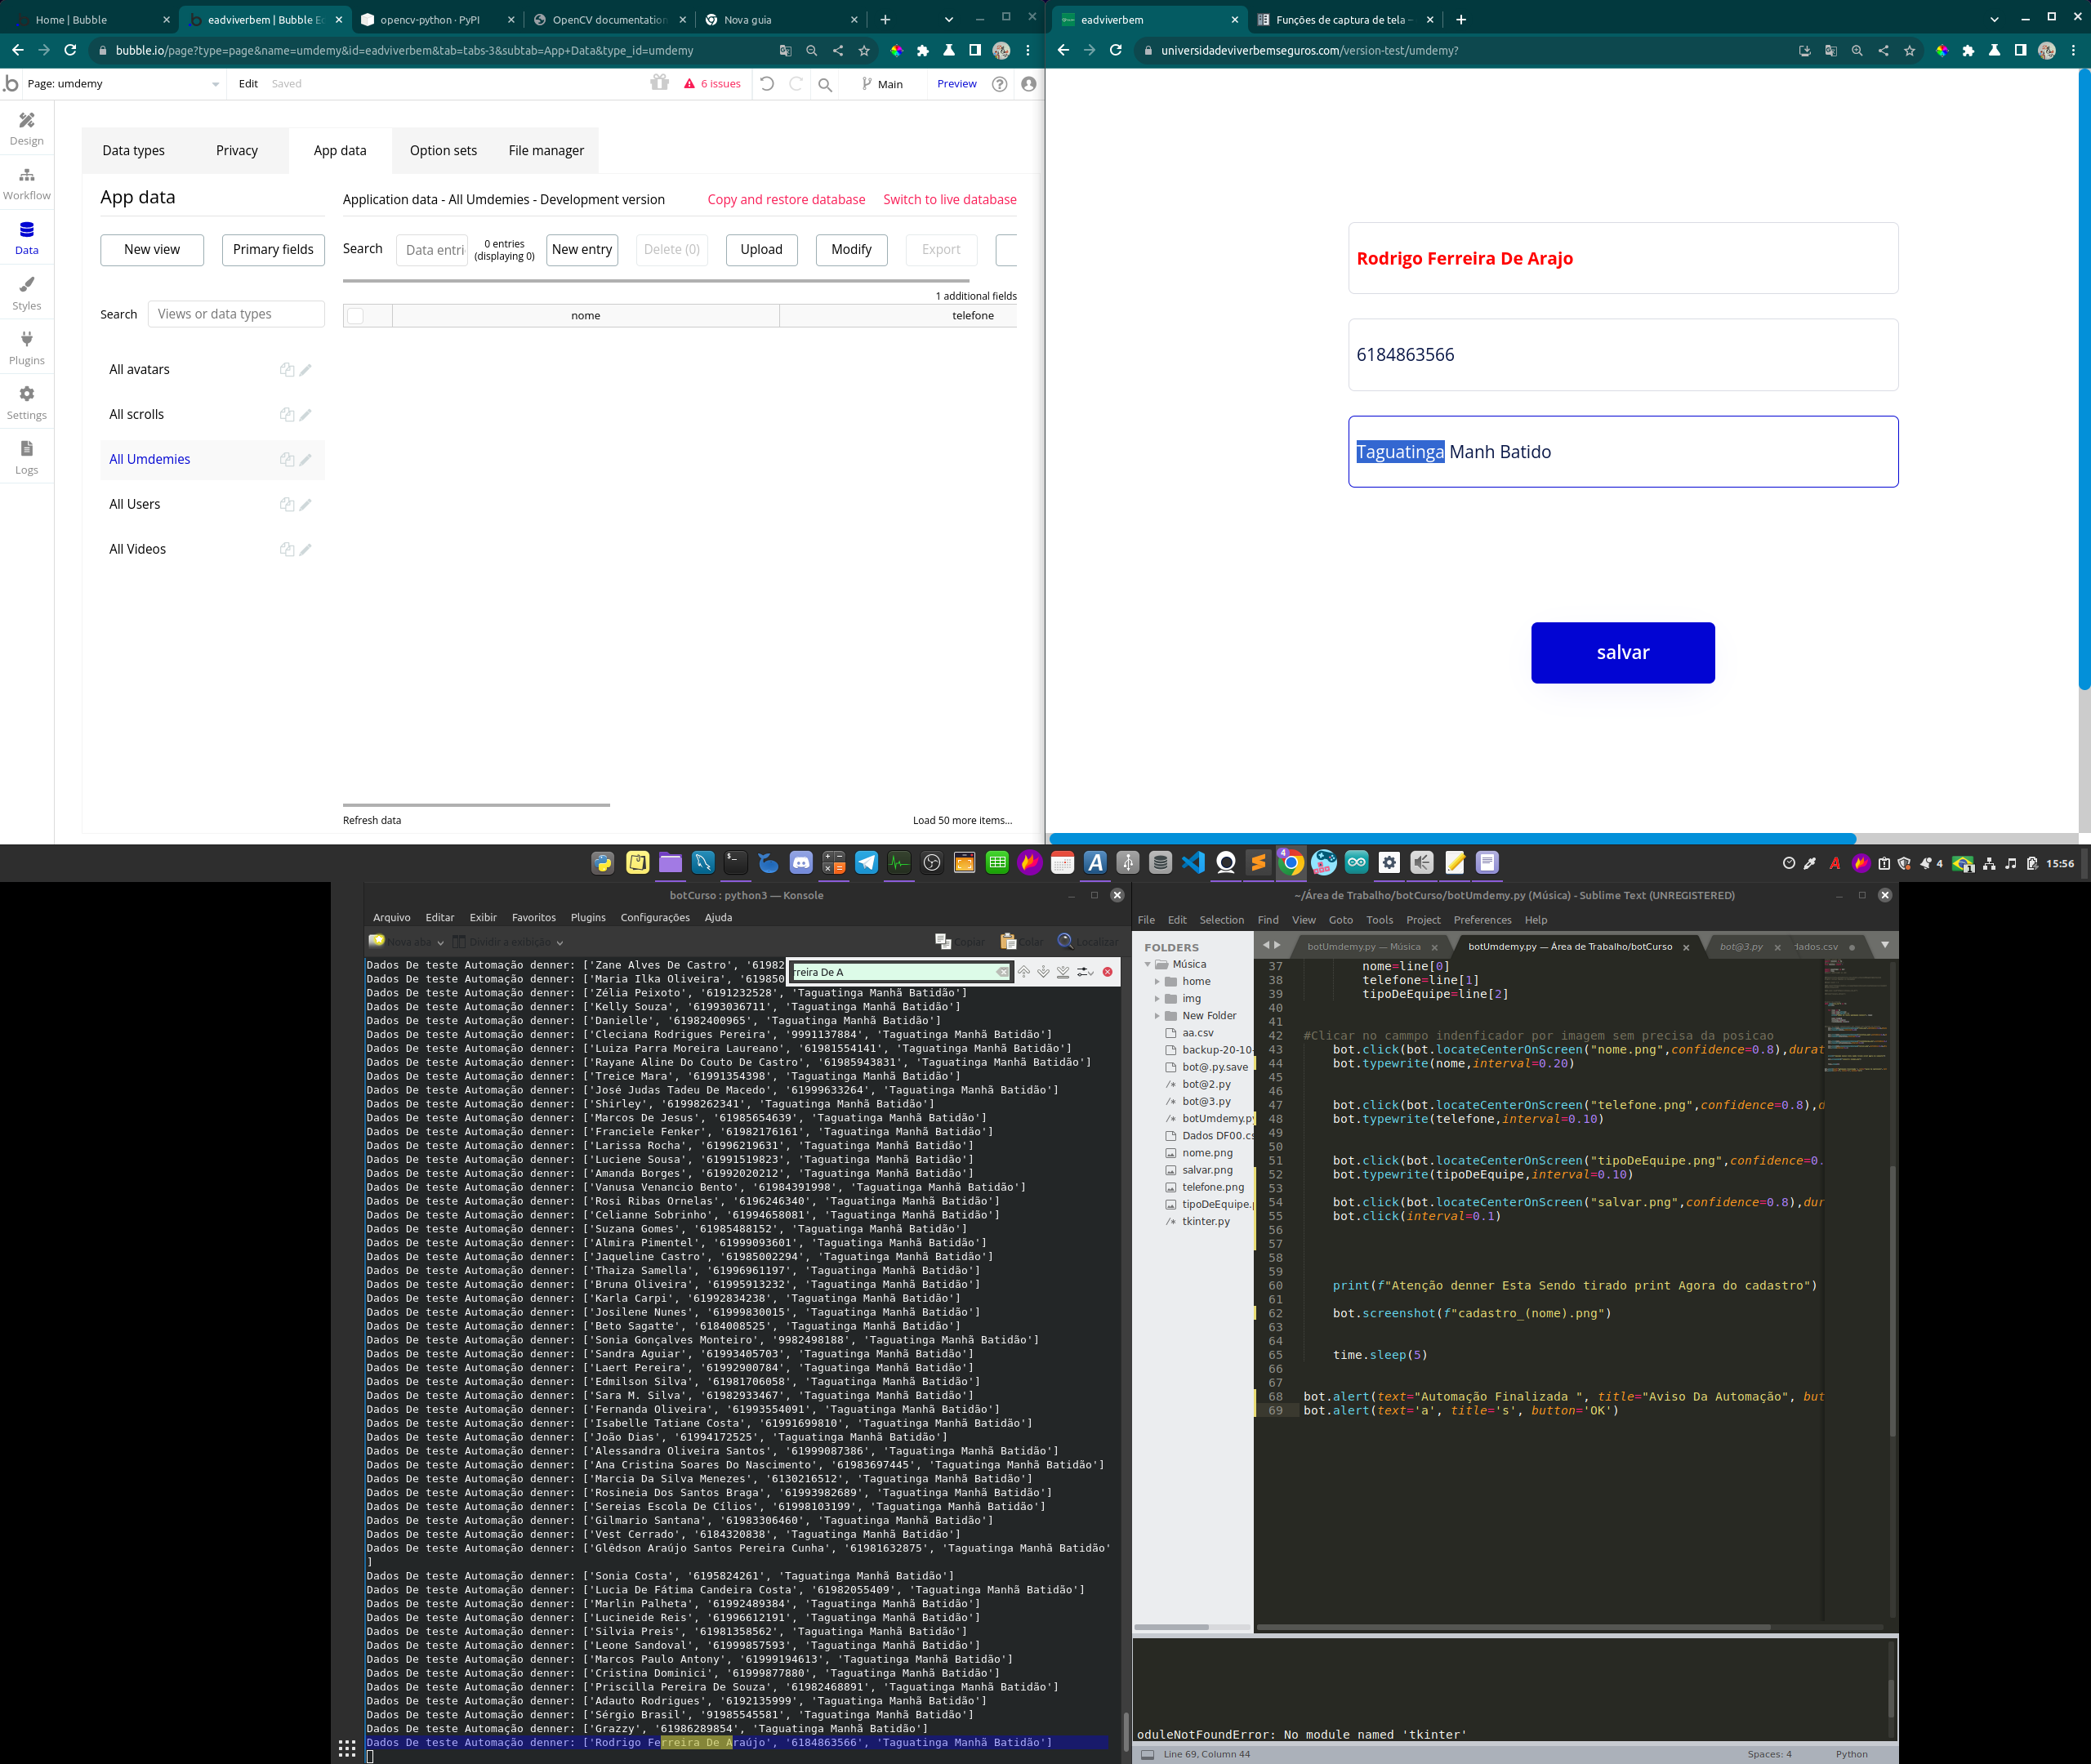 Home | Bubble
eadviverbem | Bubble Ec
opencv-python · PyPI
OpenCV documentation
Nova guia
bubble.io/page?type=page&name=umdemy&id=eadviverbem&tab=tabs-3&subtab=App+Data&type_id=umdemy
Page: umdemy
Edit
Saved
6 issues
Main
Preview
Design
Workflow
Data
Styles
Plugins
Settings
Logs
Data types
Privacy
App data
Option sets
File manager
App data
New view
Primary fields
Search
Views or data types
All avatars
All scrolls
All Umdemies
All Users
All Videos
Application data - All Umdemies - Development version
Copy and restore database
Switch to live database
Search
Data entri
0 entries
(displaying 0)
New entry
Delete (0)
Upload
Modify
Export
1 additional fields
nome
telefone
Refresh data
Load 50 more items...
eadviverbem
Funções de captura de tela –
universidadeviverbemseguros.com/version-test/umdemy?
Rodrigo Ferreira De Arajo
6184863566
Taguatinga Manh Batido
salvar
4
15:56
botCurso : python3 — Konsole
Arquivo Editar Exibir Favoritos Plugins Configurações Ajuda
Nova aba
Dividir a exibição
Copiar
Colar
Localizar
rreira De A
Dados De teste Automação denner: ['Zane Alves De Castro', '61982
Dados De teste Automação denner: ['Maria Ilka Oliveira', '619850
Dados De teste Automação denner: ['Zélia Peixoto', '6191232528', 'Taguatinga Manhã Batidão']
Dados De teste Automação denner: ['Kelly Souza', '61993036711', 'Taguatinga Manhã Batidão']
Dados De teste Automação denner: ['Danielle', '61982400965', 'Taguatinga Manhã Batidão']
Dados De teste Automação denner: ['Cleciana Rodrigues Pereira', '9991137884', 'Taguatinga Manhã Batidão']
Dados De teste Automação denner: ['Luiza Parra Moreira Laureano', '61981554141', 'Taguatinga Manhã Batidão']
Dados De teste Automação denner: ['Rayane Aline Do Couto De Castro', '61985943831', 'Taguatinga Manhã Batidão']
Dados De teste Automação denner: ['Treice Mara', '61991354398', 'Taguatinga Manhã Batidão']
Dados De teste Automação denner: ['José Judas Tadeu De Macedo', '61999633264', 'Taguatinga Manhã Batidão']
Dados De teste Automação denner: ['Shirley', '61998262341', 'Taguatinga Manhã Batidão']
Dados De teste Automação denner: ['Marcos De Jesus', '61985654639', 'Taguatinga Manhã Batidão']
Dados De teste Automação denner: ['Franciele Fenker', '61982176161', 'Taguatinga Manhã Batidão']
Dados De teste Automação denner: ['Larissa Rocha', '61996219631', 'Taguatinga Manhã Batidão']
Dados De teste Automação denner: ['Luciene Sousa', '61991519823', 'Taguatinga Manhã Batidão']
Dados De teste Automação denner: ['Amanda Borges', '61992020212', 'Taguatinga Manhã Batidão']
Dados De teste Automação denner: ['Vanusa Venancio Bento', '61984391998', 'Taguatinga Manhã Batidão']
Dados De teste Automação denner: ['Rosi Ribas Ornelas', '6196246340', 'Taguatinga Manhã Batidão']
Dados De teste Automação denner: ['Celianne Sobrinho', '61994658081', 'Taguatinga Manhã Batidão']
Dados De teste Automação denner: ['Suzana Gomes', '61985488152', 'Taguatinga Manhã Batidão']
Dados De teste Automação denner: ['Almira Pimentel', '61999093601', 'Taguatinga Manhã Batidão']
Dados De teste Automação denner: ['Jaqueline Castro', '61985002294', 'Taguatinga Manhã Batidão']
Dados De teste Automação denner: ['Thaiza Samella', '61996961197', 'Taguatinga Manhã Batidão']
Dados De teste Automação denner: ['Bruna Oliveira', '61995913232', 'Taguatinga Manhã Batidão']
Dados De teste Automação denner: ['Karla Carpi', '61992834238', 'Taguatinga Manhã Batidão']
Dados De teste Automação denner: ['Josilene Nunes', '61999830015', 'Taguatinga Manhã Batidão']
Dados De teste Automação denner: ['Beto Sagatte', '6184008525', 'Taguatinga Manhã Batidão']
Dados De teste Automação denner: ['Sonia Gonçalves Monteiro', '9982498188', 'Taguatinga Manhã Batidão']
Dados De teste Automação denner: ['Sandra Aguiar', '61993405703', 'Taguatinga Manhã Batidão']
Dados De teste Automação denner: ['Laert Pereira', '61992900784', 'Taguatinga Manhã Batidão']
Dados De teste Automação denner: ['Edmilson Silva', '61981706058', 'Taguatinga Manhã Batidão']
Dados De teste Automação denner: ['Sara M. Silva', '61982933467', 'Taguatinga Manhã Batidão']
Dados De teste Automação denner: ['Fernanda Oliveira', '61993554091', 'Taguatinga Manhã Batidão']
Dados De teste Automação denner: ['Isabelle Tatiane Costa', '61991699810', 'Taguatinga Manhã Batidão']
Dados De teste Automação denner: ['João Dias', '61994172525', 'Taguatinga Manhã Batidão']
Dados De teste Automação denner: ['Alessandra Oliveira Santos', '61999087386', 'Taguatinga Manhã Batidão']
Dados De teste Automação denner: ['Ana Cristina Soares Do Nascimento', '61983697445', 'Taguatinga Manhã Batidão']
Dados De teste Automação denner: ['Marcia Da Silva Menezes', '6130216512', 'Taguatinga Manhã Batidão']
Dados De teste Automação denner: ['Rosineia Dos Santos Braga', '61993982689', 'Taguatinga Manhã Batidão']
Dados De teste Automação denner: ['Sereias Escola De Cílios', '61998103199', 'Taguatinga Manhã Batidão']
Dados De teste Automação denner: ['Gilmario Santana', '61983306460', 'Taguatinga Manhã Batidão']
Dados De teste Automação denner: ['Vest Cerrado', '6184320838', 'Taguatinga Manhã Batidão']
Dados De teste Automação denner: ['Glêdson Araújo Santos Pereira Cunha', '61981632875', 'Taguatinga Manhã Batidão'
]
Dados De teste Automação denner: ['Sonia Costa', '6195824261', 'Taguatinga Manhã Batidão']
Dados De teste Automação denner: ['Lucia De Fátima Candeira Costa', '61982055409', 'Taguatinga Manhã Batidão']
Dados De teste Automação denner: ['Marlin Palheta', '61992489384', 'Taguatinga Manhã Batidão']
Dados De teste Automação denner: ['Lucineide Reis', '61996612191', 'Taguatinga Manhã Batidão']
Dados De teste Automação denner: ['Silvia Preis', '61981358562', 'Taguatinga Manhã Batidão']
Dados De teste Automação denner: ['Leone Sandoval', '61999857593', 'Taguatinga Manhã Batidão']
Dados De teste Automação denner: ['Marcos Paulo Antony', '61999194613', 'Taguatinga Manhã Batidão']
Dados De teste Automação denner: ['Cristina Dominici', '61999877880', 'Taguatinga Manhã Batidão']
Dados De teste Automação denner: ['Priscilla Pereira De Souza', '61982468891', 'Taguatinga Manhã Batidão']
Dados De teste Automação denner: ['Adauto Rodrigues', '6192135999', 'Taguatinga Manhã Batidão']
Dados De teste Automação denner: ['Sérgio Brasil', '91985545581', 'Taguatinga Manhã Batidão']
Dados De teste Automação denner: ['Grazzy', '61986289854', 'Taguatinga Manhã Batidão']
Dados De teste Automação denner: ['Rodrigo Ferreira De Araújo', '6184863566', 'Taguatinga Manhã Batidão']
~/Área de Trabalho/botCurso/botUmdemy.py (Música) - Sublime Text (UNREGISTERED)
File Edit Selection Find View Goto Tools Project Preferences Help
FOLDERS
Música
home
img
New Folder
aa.csv
backup-20-10-
bot@.py.save
bot@2.py
bot@3.py
botUmdemy.py
Dados DF00.cs
nome.png
salvar.png
telefone.png
tipoDeEquipe.p
tkinter.py
botUmdemy.py — Música
botUmdemy.py — Área de Trabalho/botCurso
bot@3.py
dados.csv
37 nome=line[0]
38 telefone=line[1]
39 tipoDeEquipe=line[2]
40
41
42 #Clicar no cammpo indenficador por imagem sem precisa da posicao
43 bot.click(bot.locateCenterOnScreen("nome.png",confidence=0.8),durat
44 bot.typewrite(nome,interval=0.20)
45
46
47 bot.click(bot.locateCenterOnScreen("telefone.png",confidence=0.8),d
48 bot.typewrite(telefone,interval=0.10)
49
50
51 bot.click(bot.locateCenterOnScreen("tipoDeEquipe.png",confidence=0.
52 bot.typewrite(tipoDeEquipe,interval=0.10)
53
54 bot.click(bot.locateCenterOnScreen("salvar.png",confidence=0.8),dur
55 bot.click(interval=0.1)
56
57
58
59
60 print(f"Atenção denner Esta Sendo tirado print Agora do cadastro")
61
62 bot.screenshot(f"cadastro_(nome).png")
63
64
65 time.sleep(5)
66
67
68 bot.alert(text="Automação Finalizada ", title="Aviso Da Automação", but
69 bot.alert(text='a', title='s', button='OK')
oduleNotFoundError: No module named 'tkinter'
Line 69, Column 44
Spaces: 4
Python